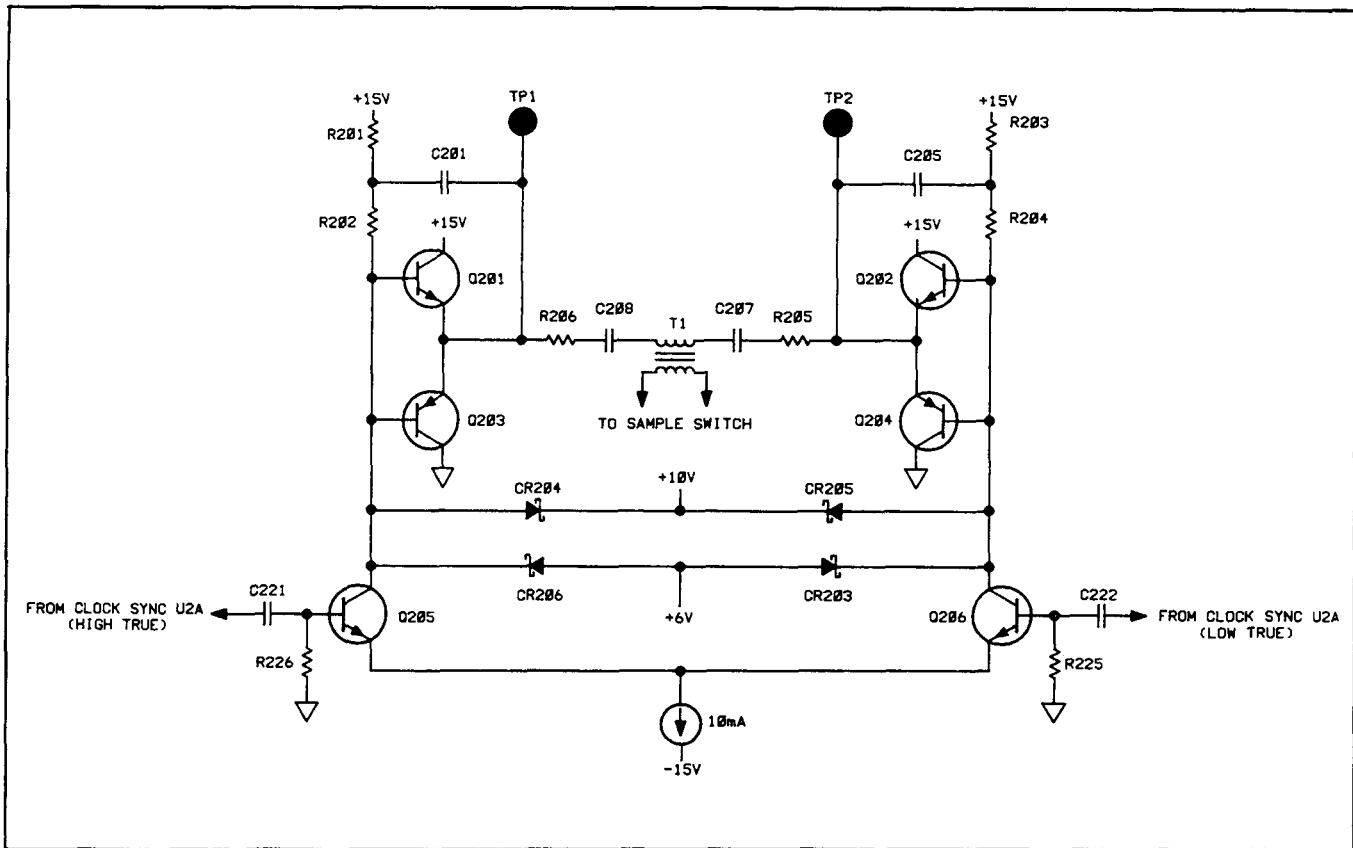 TP1
TP2
+15V
+15V
R201
R203
C201
C205
R202
R204
+15V
+15V
Q201
Q202
R206
C208
T1
C207
R205
Q203
Q204
TO SAMPLE SWITCH
+10V
CR204
CR205
C221
C222
FROM CLOCK SYNC U2A
(HIGH TRUE)
Q205
CR206
+6V
CR203
Q206
FROM CLOCK SYNC U2A
(LOW TRUE)
R226
R225
10mA
-15V